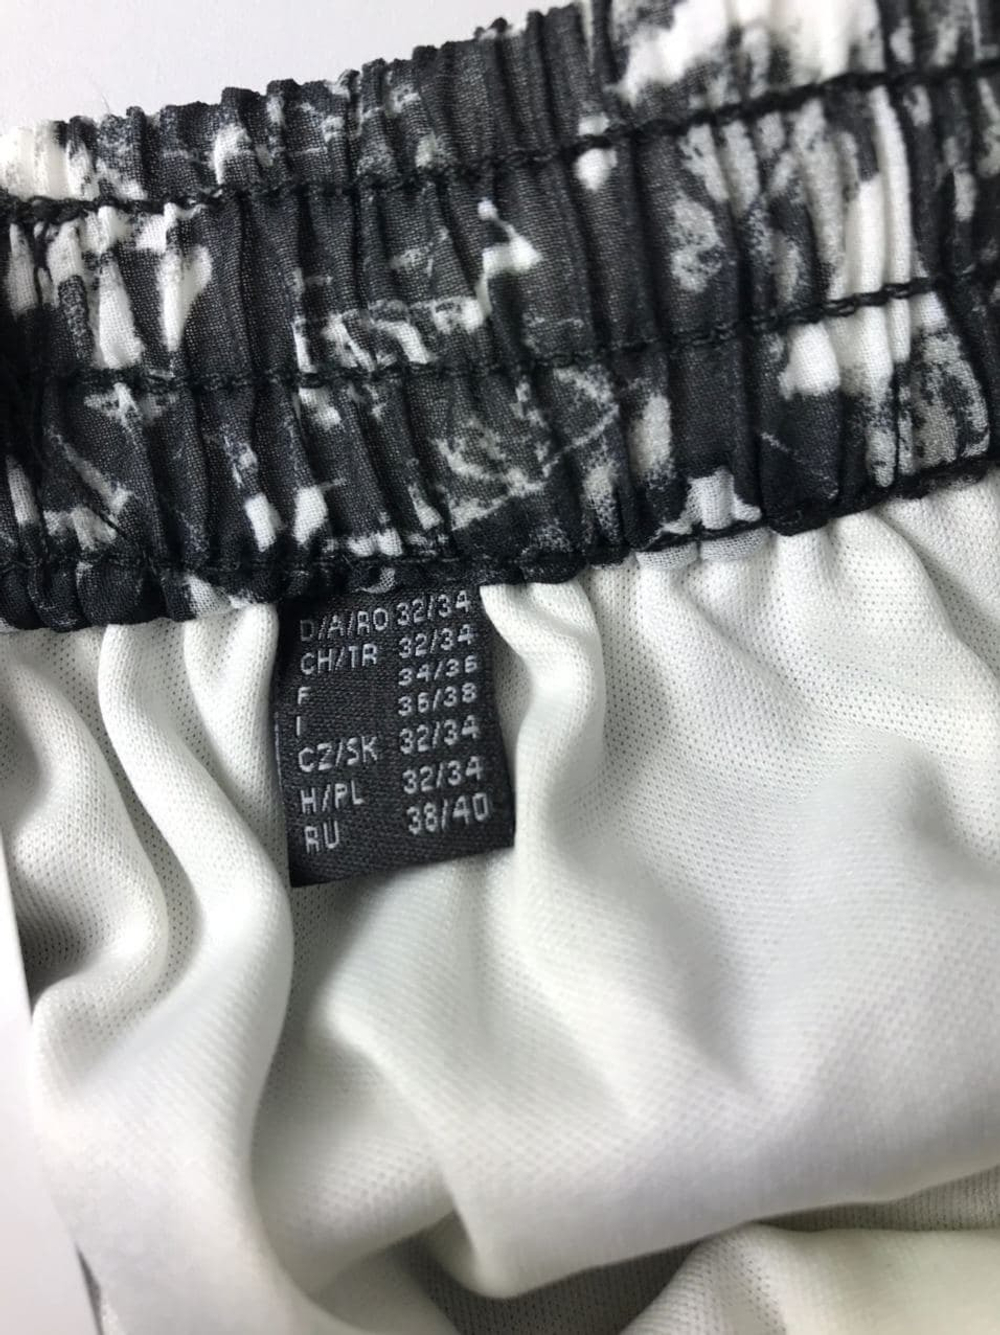 D/A/RO 32/34
CH/TR 32/34
F 34/36
I 36/38
CZ/SK 32/34
H/PL 32/34
RU 38/40